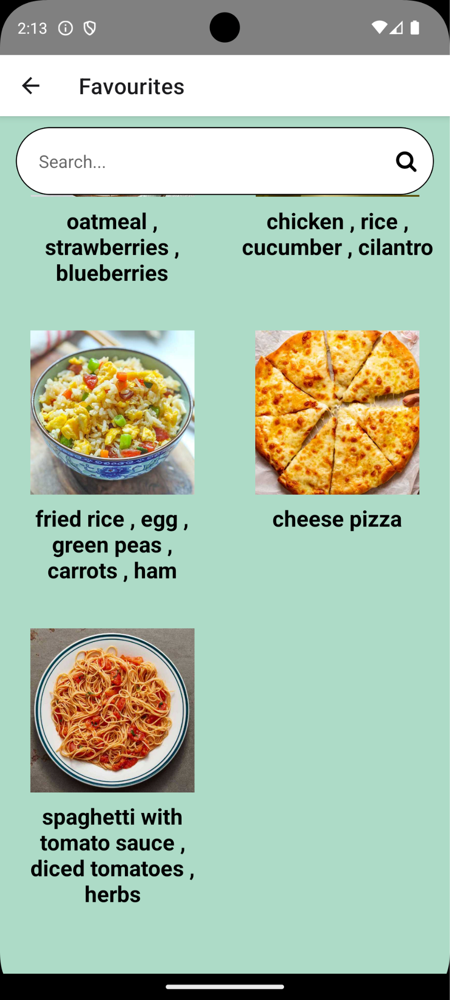 2:13
Favourites
Search...
oatmeal ,
strawberries ,
blueberries
chicken , rice ,
cucumber , cilantro
fried rice , egg ,
green peas ,
carrots , ham
cheese pizza
spaghetti with
tomato sauce ,
diced tomatoes ,
herbs